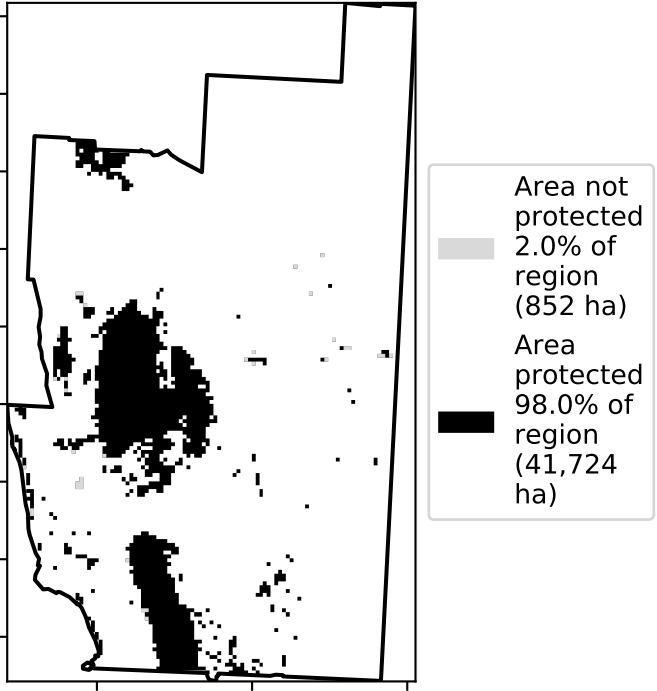 Area not
protected
2.0% of
region
(852 ha)
Area
protected
98.0% of
region
(41,724
ha)